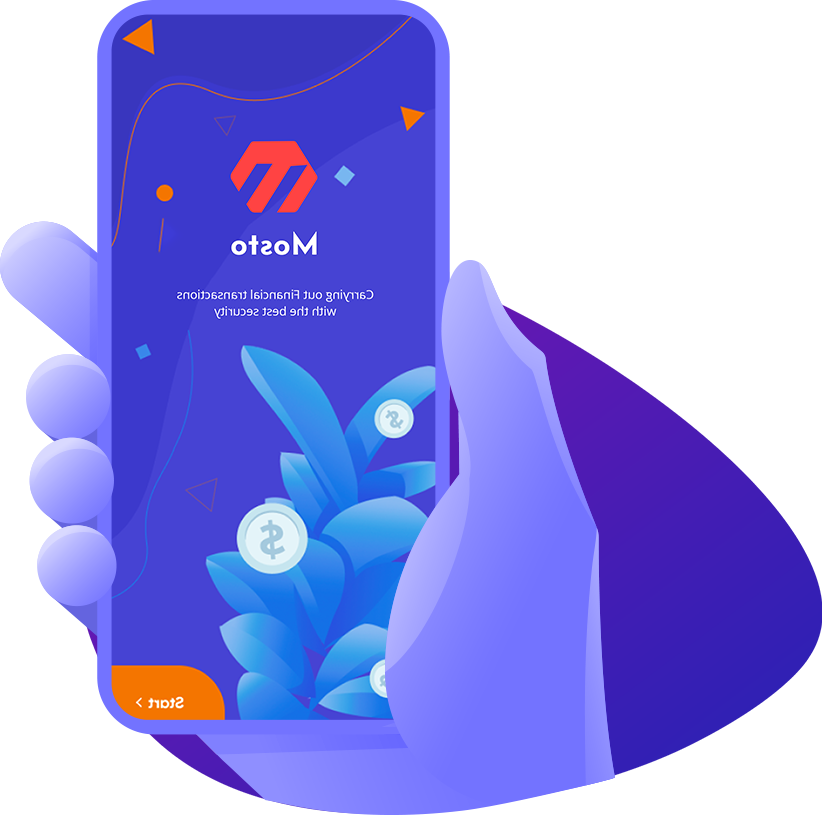 Mosto
Carrying out Financial transactions
with the best security
Start >
$
$
$